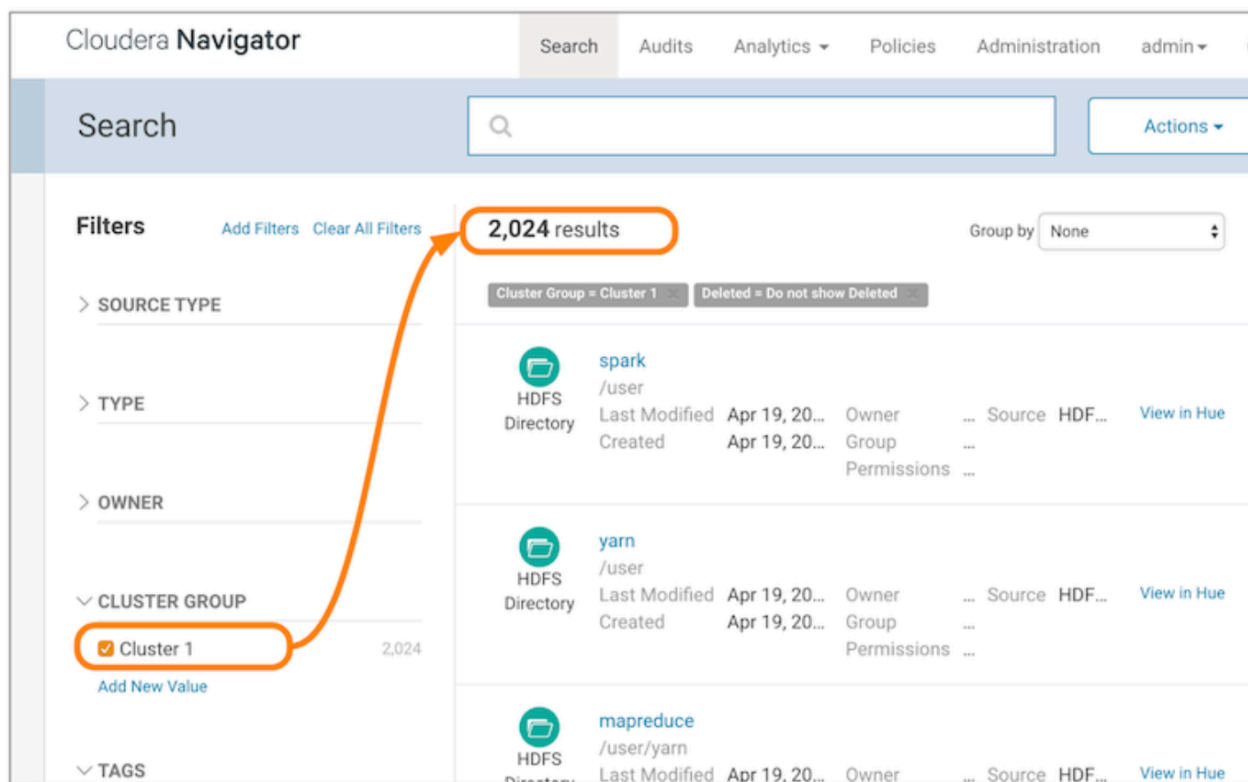 Cloudera Navigator
Search Audits Analytics Policies Administration admin
Search
Actions
Filters Add Filters Clear All Filters
SOURCE TYPE
TYPE
OWNER
CLUSTER GROUP
Cluster 1 2,024
Add New Value
TAGS
2,024 results
Group by None
Cluster Group = Cluster 1 Deleted = Do not show Deleted
HDFS Directory
spark
/user
Last Modified Apr 19, 20... Owner ... Source HDF... View in Hue
Created Apr 19, 20... Group ...
Permissions ...
HDFS Directory
yarn
/user
Last Modified Apr 19, 20... Owner ... Source HDF... View in Hue
Created Apr 19, 20... Group ...
Permissions ...
HDFS Directory
mapreduce
/user/yarn
Last Modified Apr 19, 20... Owner ... Source HDF... View in Hue